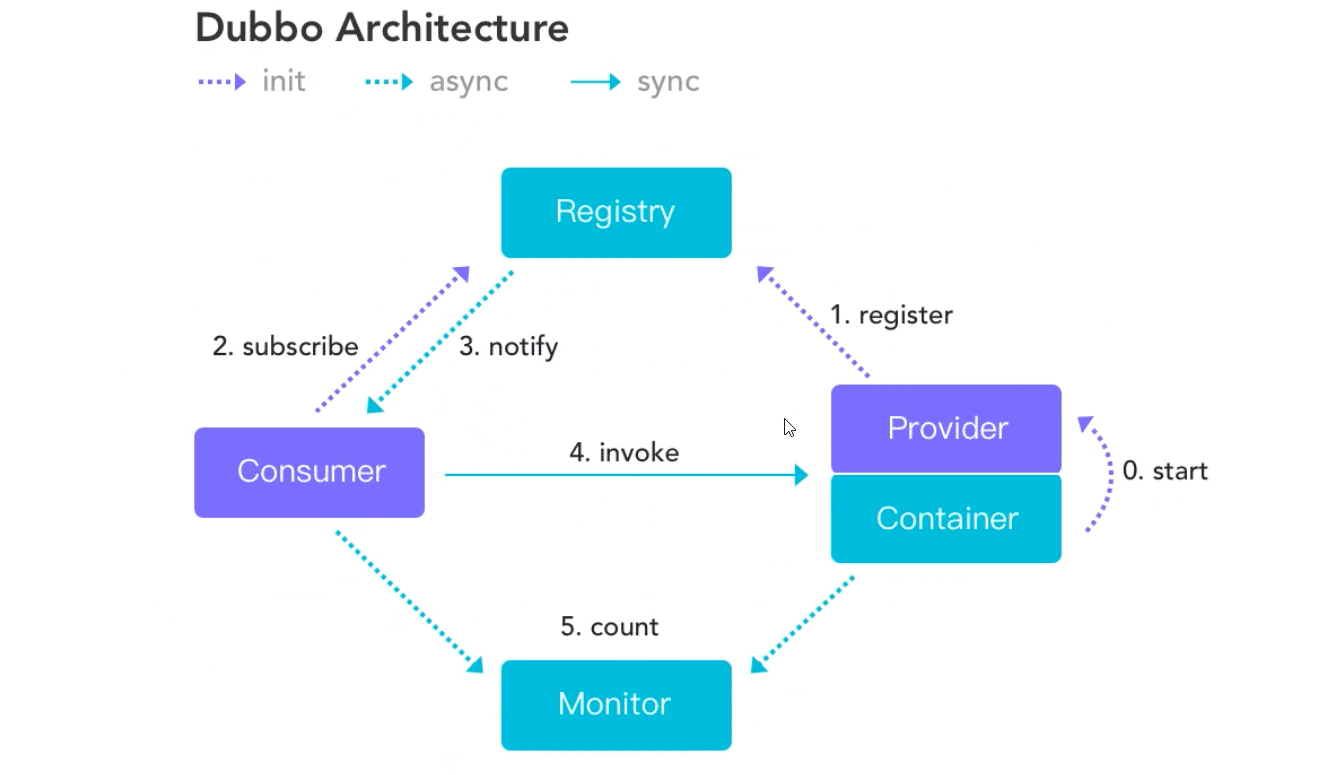 Dubbo Architecture
init async sync
Registry
1. register
2. subscribe 3. notify
Provider
4. invoke
Consumer
0. start
Container
5. count
Monitor